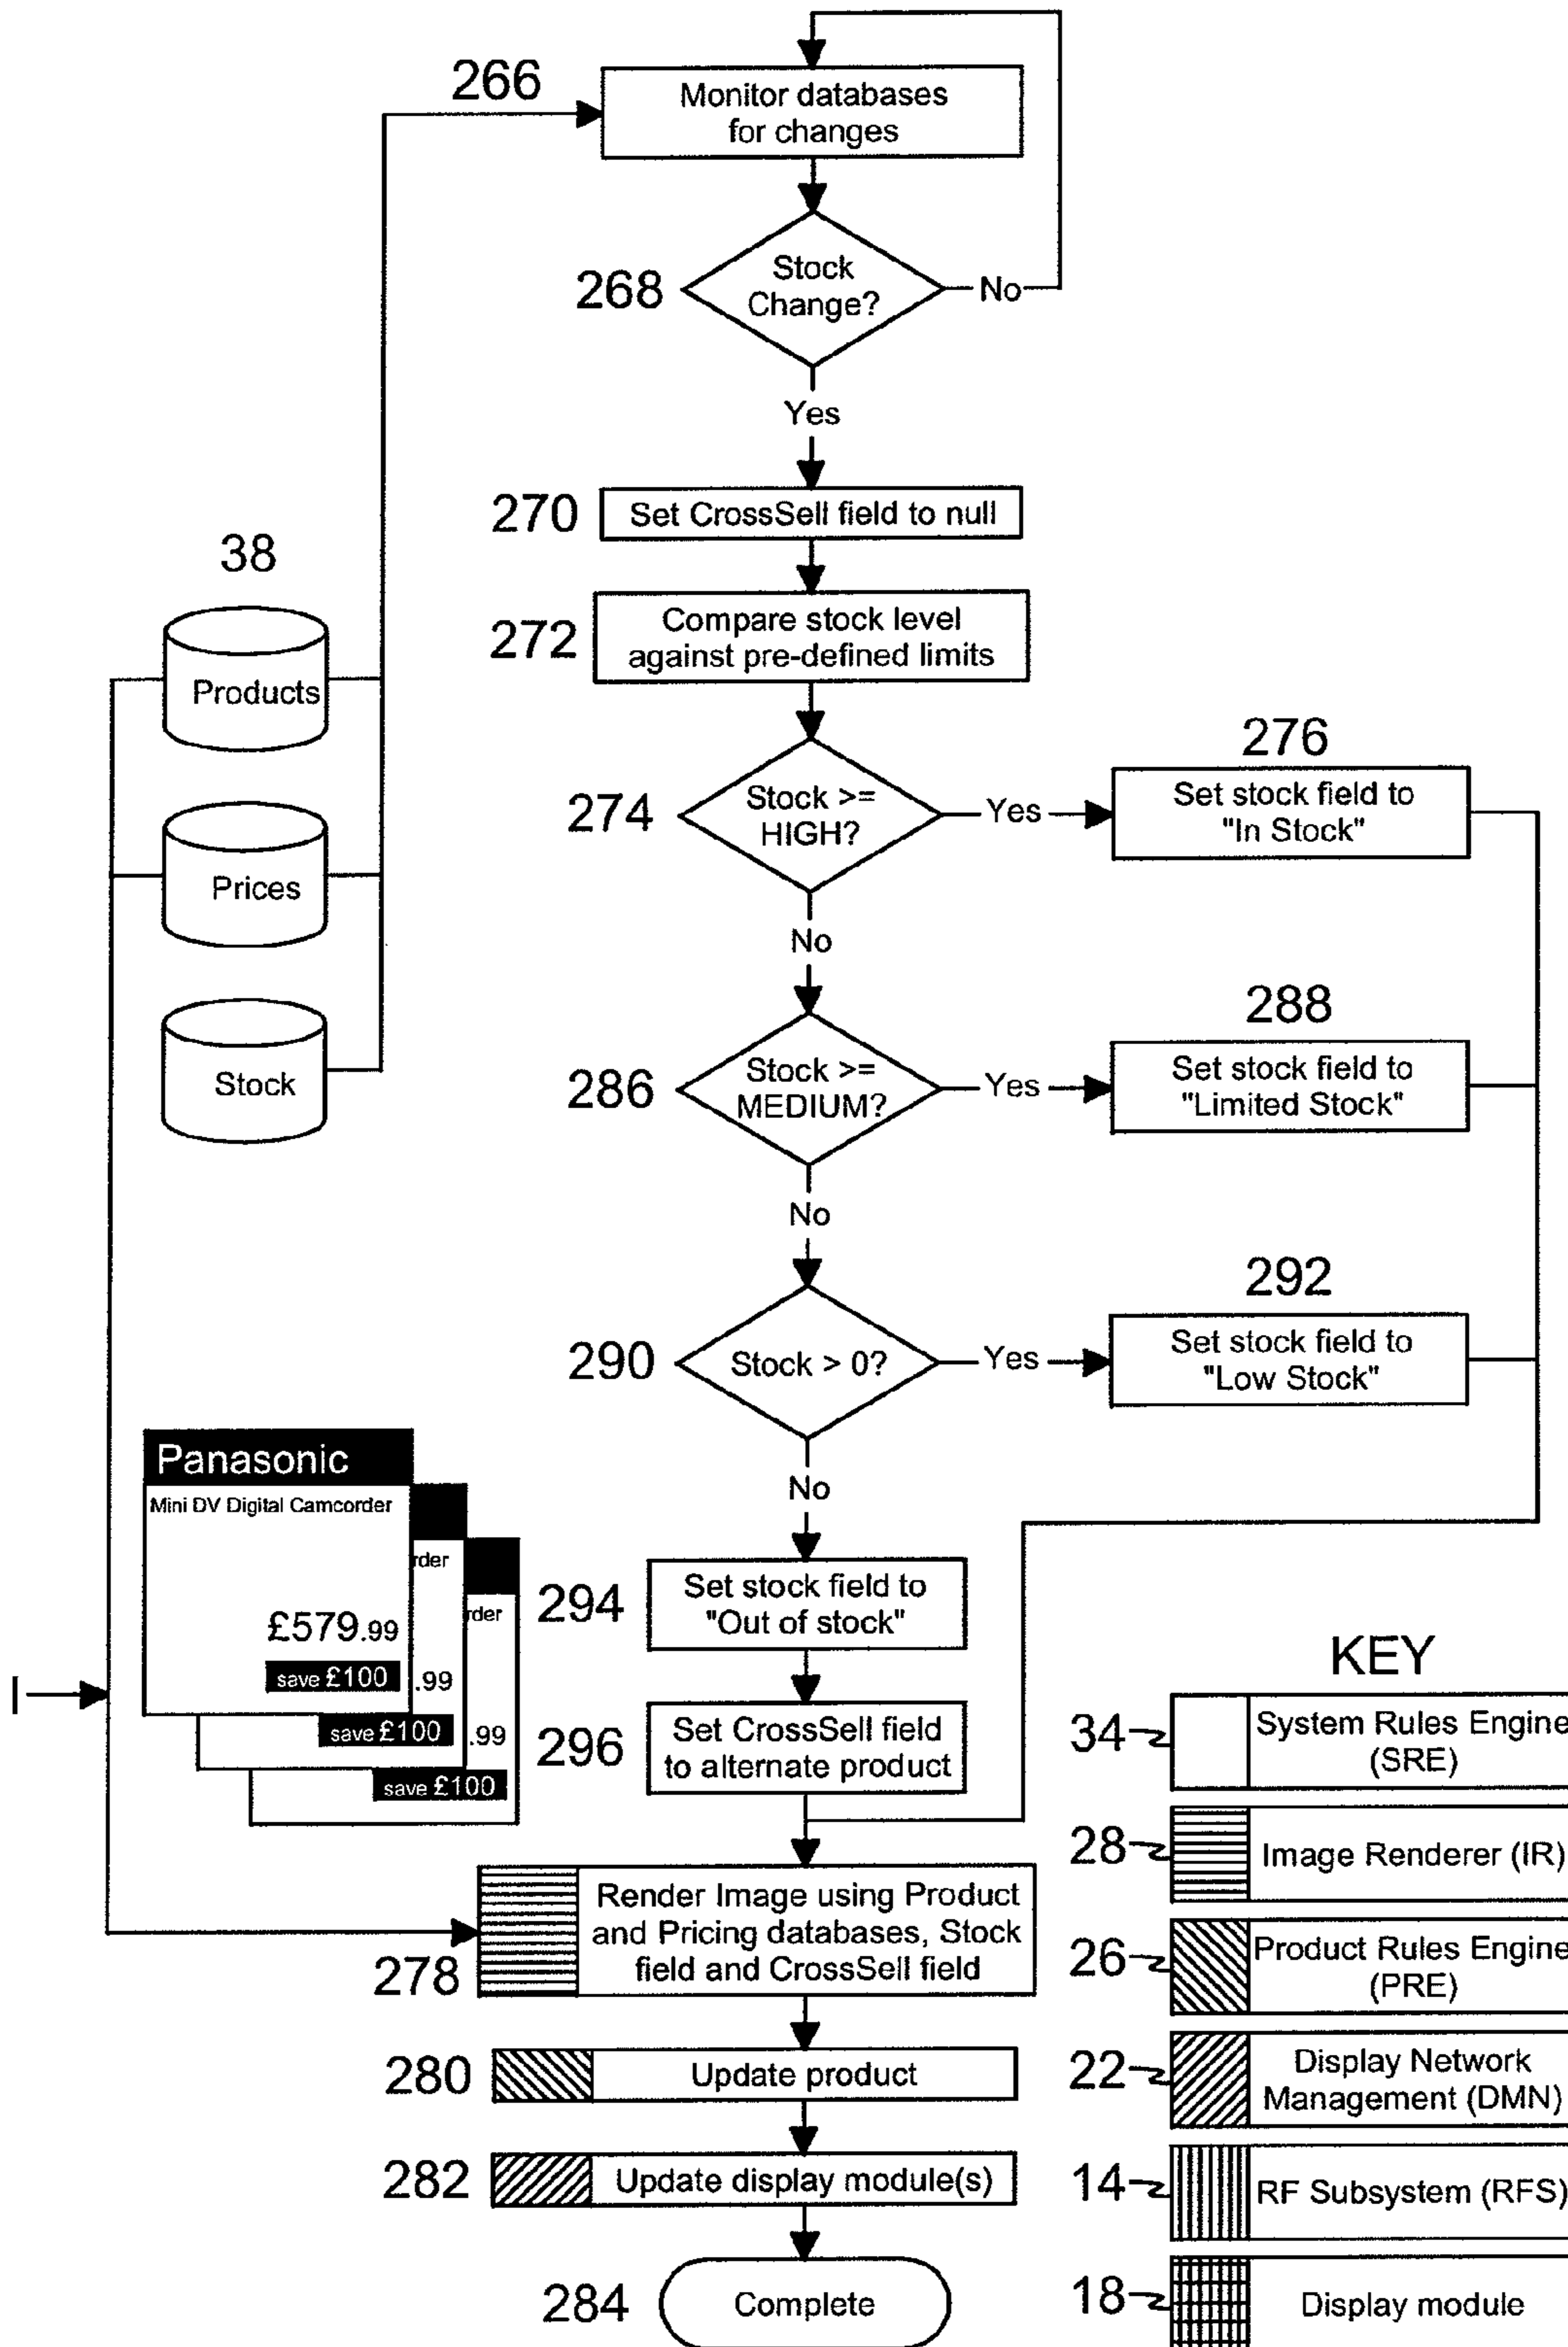 266
Monitor databases
for changes
268
Stock
Change?
No
Yes
270
Set CrossSell field to null
38
272
Compare stock level
against pre-defined limits
Products
274
Stock >=
HIGH?
Yes
276
Set stock field to
"In Stock"
Prices
No
286
Stock >=
MEDIUM?
Yes
288
Set stock field to
"Limited Stock"
Stock
No
290
Stock > 0?
Yes
292
Set stock field to
"Low Stock"
No
Panasonic
Mini DV Digital Camcorder
£579.99
save £100
rder
.99
save £100
rder
.99
save £100
I
294
Set stock field to
"Out of stock"
296
Set CrossSell field
to alternate product
278
Render Image using Product
and Pricing databases, Stock
field and CrossSell field
280
Update product
282
Update display module(s)
284
Complete
KEY
34
System Rules Engine
(SRE)
28
Image Renderer (IR)
26
Product Rules Engine
(PRE)
22
Display Network
Management (DMN)
14
RF Subsystem (RFS)
18
Display module